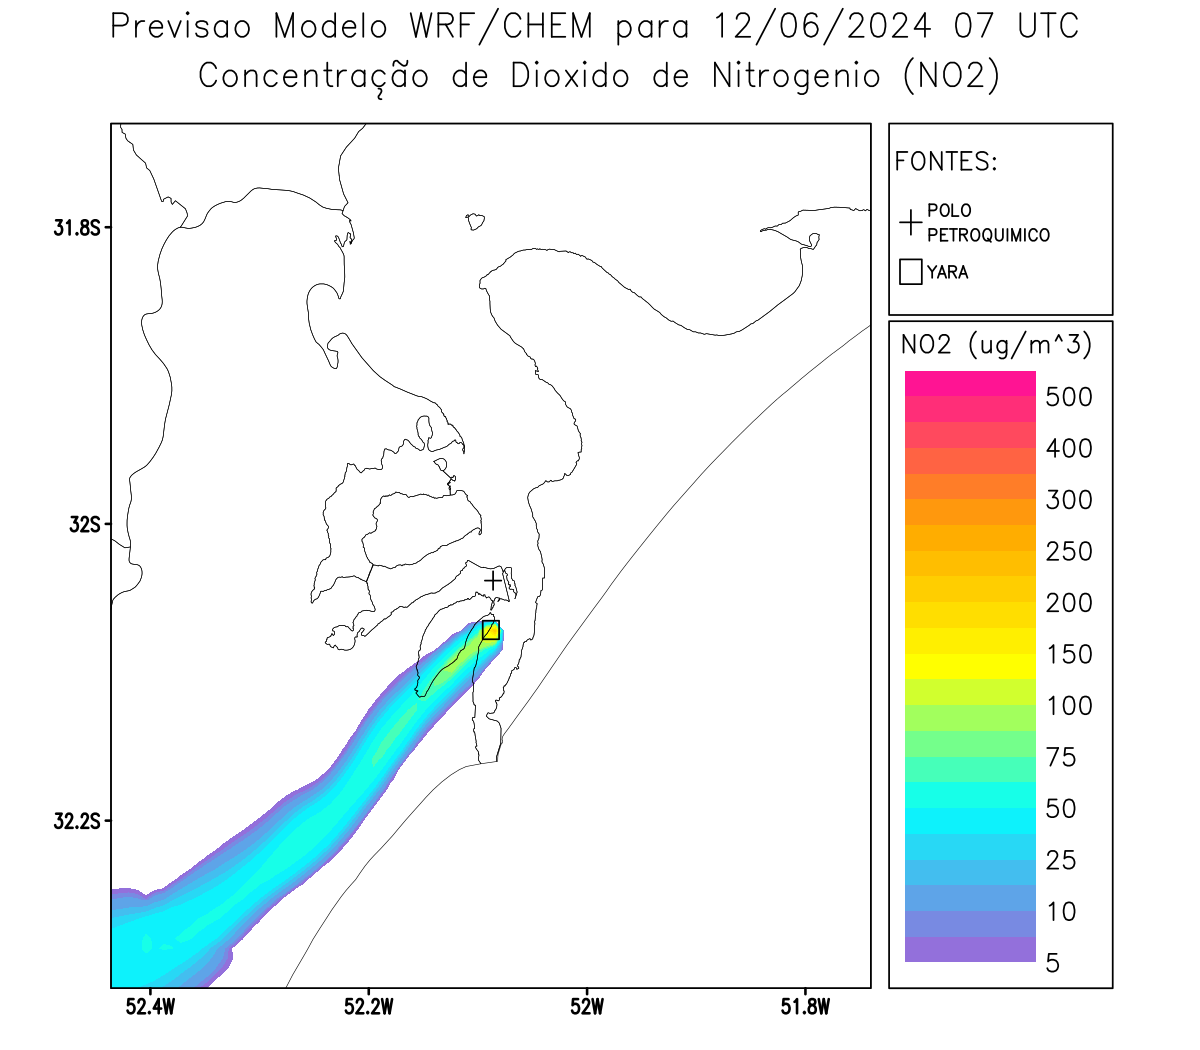 Previsao Modelo WRF/CHEM para 12/06/2024 07 UTC
Concentração de Dioxido de Nitrogenio (NO2)
FONTES:
POLO
PETROQUIMICO
YARA
NO2 (ug/m^3)
500
400
300
250
200
150
100
75
50
25
10
5
31.8S
32S
32.2S
52.4W
52.2W
52W
51.8W